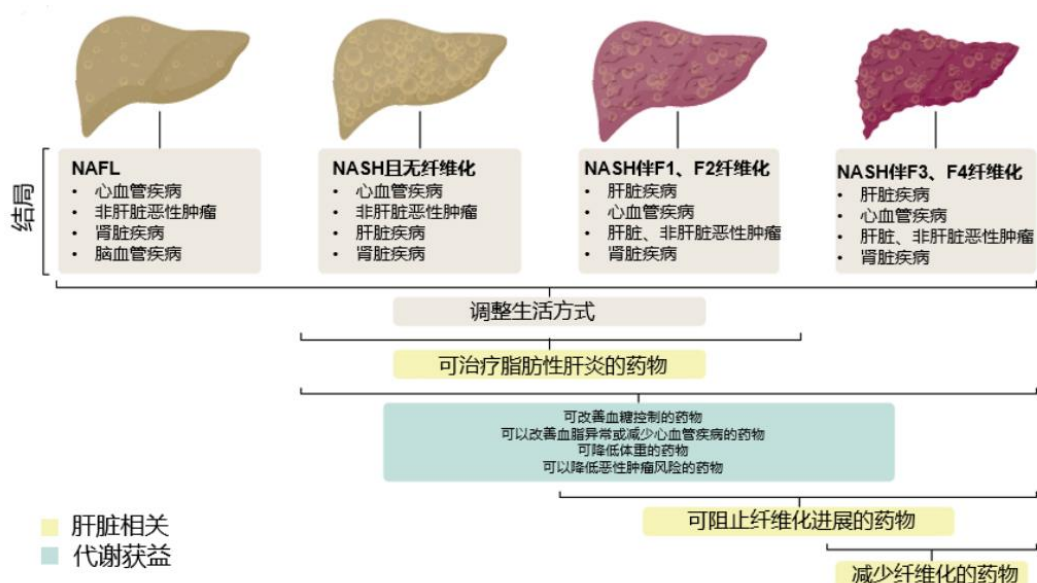 结局
NAFL
• 心血管疾病
• 非肝脏恶性肿瘤
• 肾脏疾病
• 脑血管疾病
NASH且无纤维化
• 心血管疾病
• 非肝脏恶性肿瘤
• 肝脏疾病
• 肾脏疾病
NASH伴F1、F2纤维化
• 肝脏疾病
• 心血管疾病
• 肝脏、非肝脏恶性肿瘤
• 肾脏疾病
NASH伴F3、F4纤维化
• 肝脏疾病
• 心血管疾病
• 肝脏、非肝脏恶性肿瘤
• 肾脏疾病
调整生活方式
可治疗脂肪性肝炎的药物
可改善血糖控制的药物
可以改善血脂异常或减少心血管疾病的药物
可降低体重的药物
可以降低恶性肿瘤风险的药物
可阻止纤维化进展的药物
减少纤维化的药物
肝脏相关
代谢获益